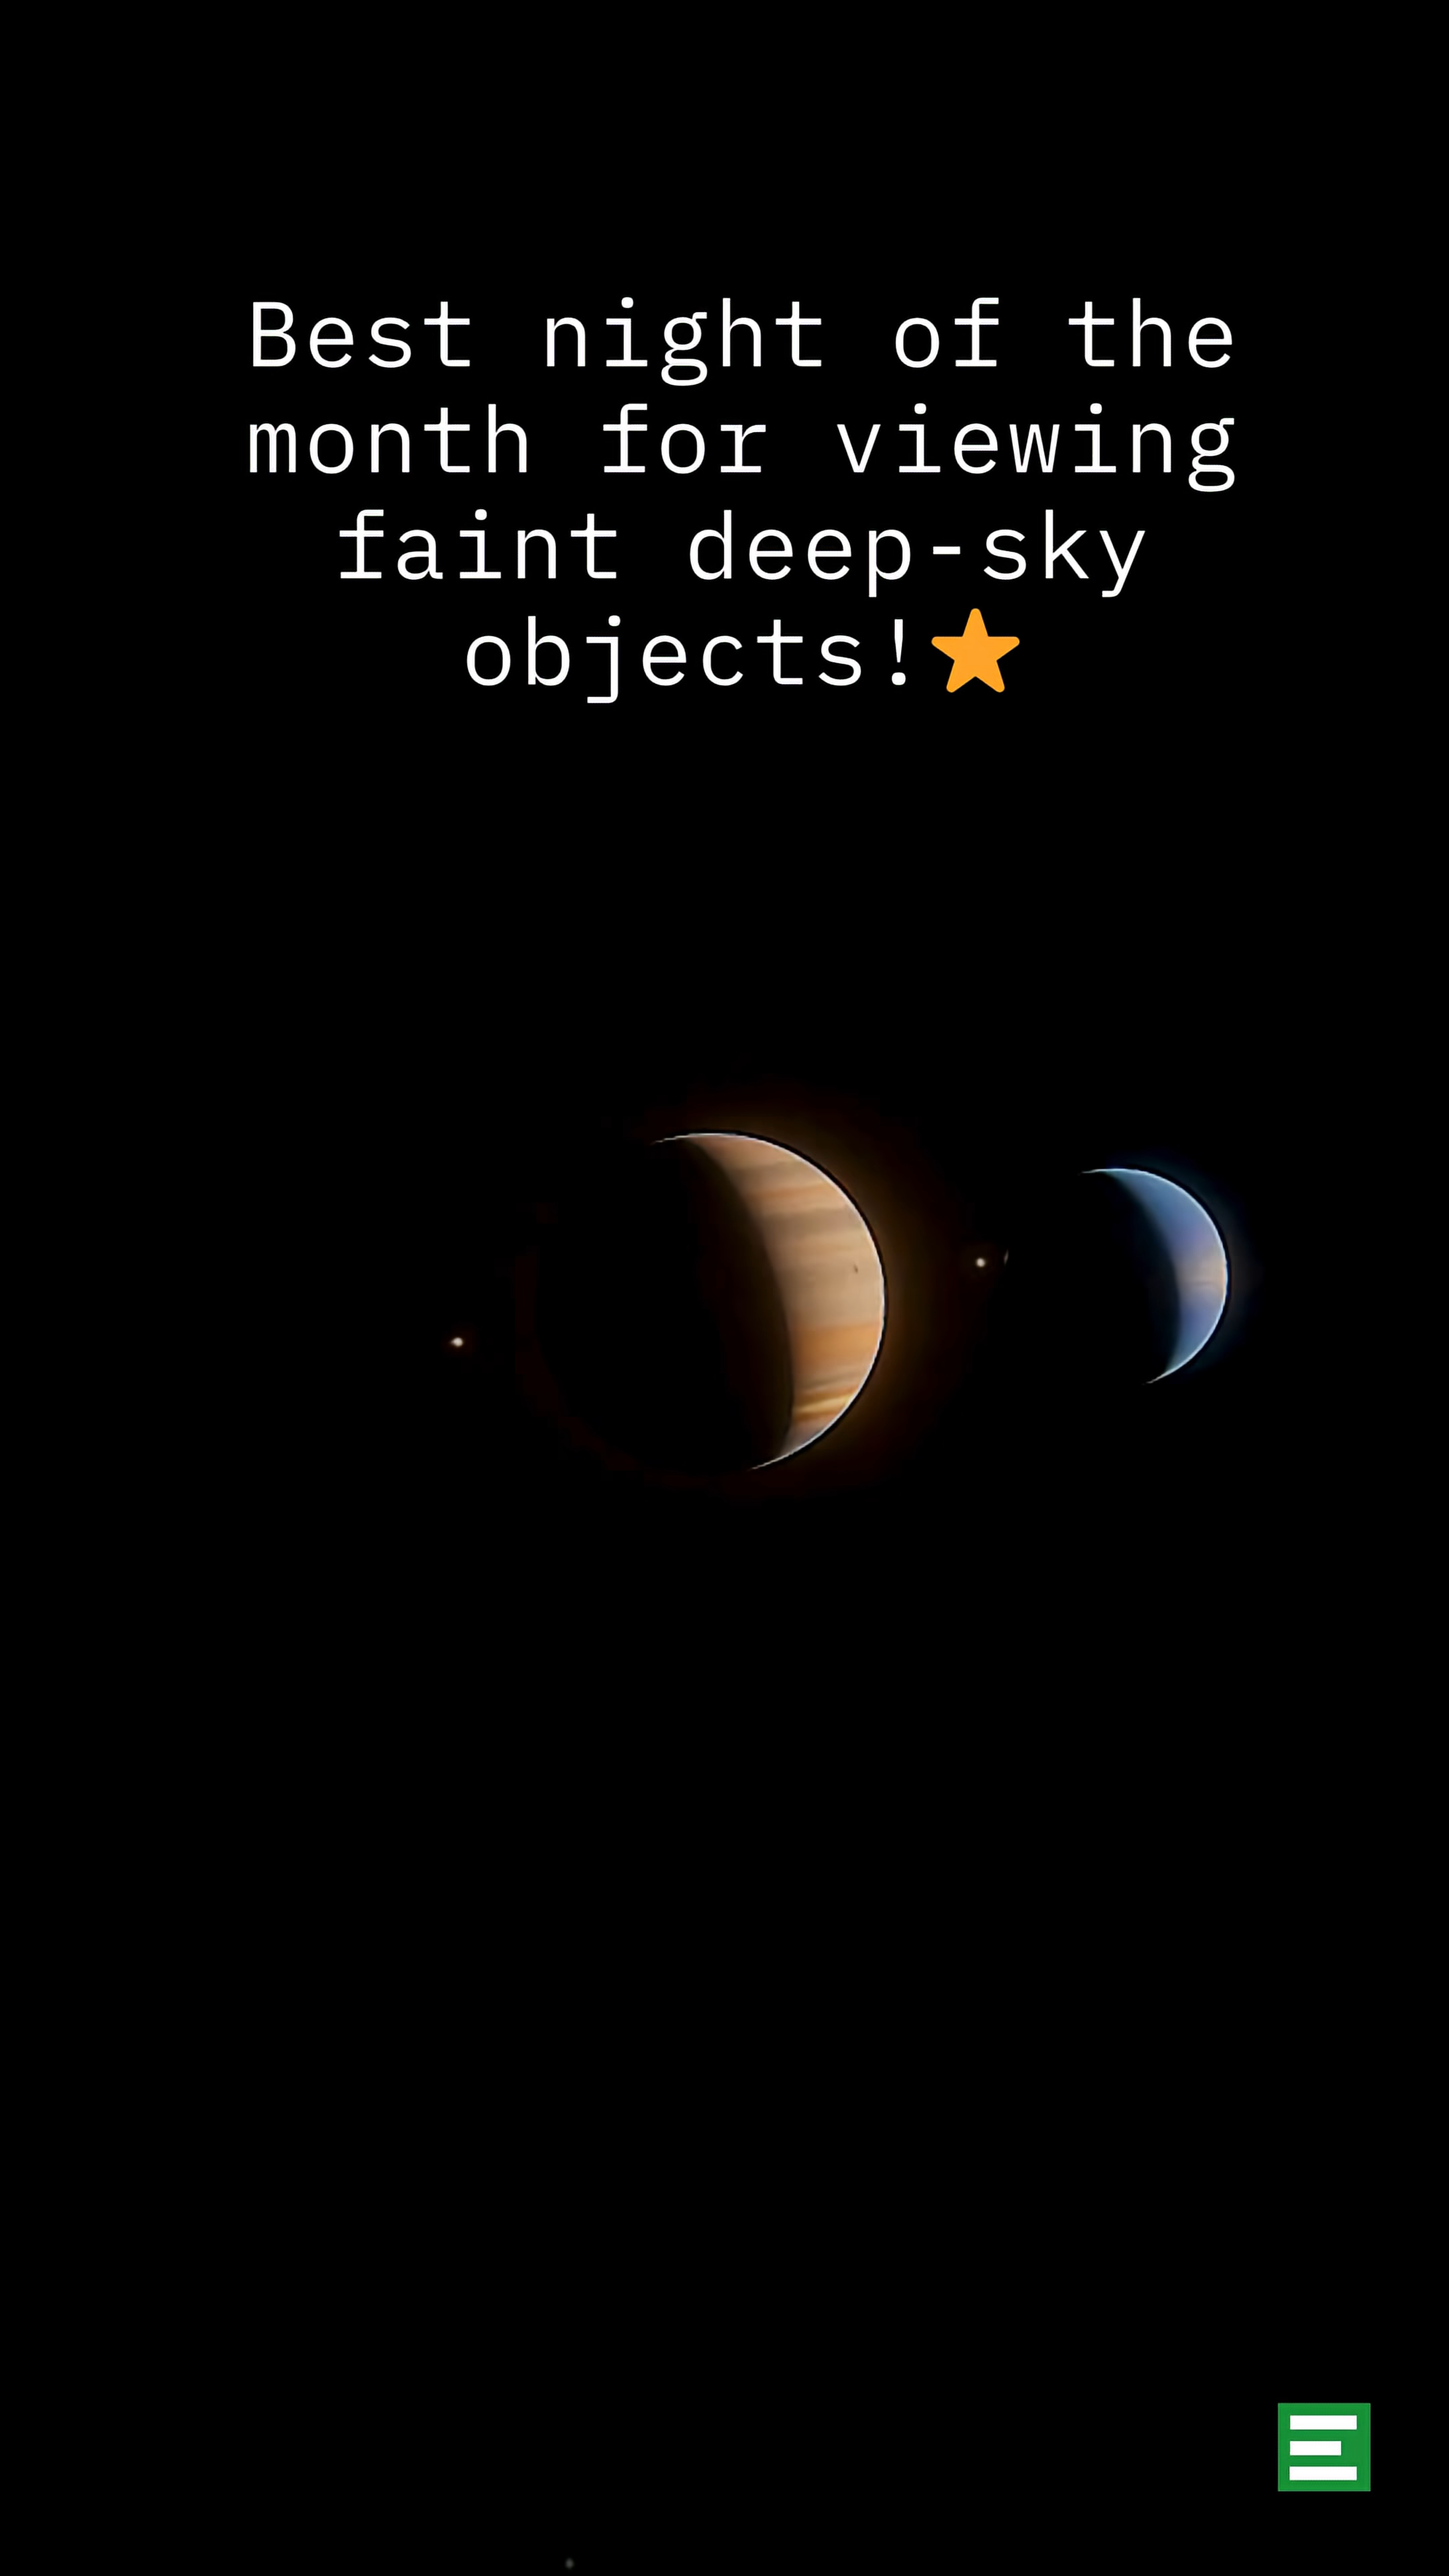 Best night of the
month for viewing
faint deep-sky
objects!⭐